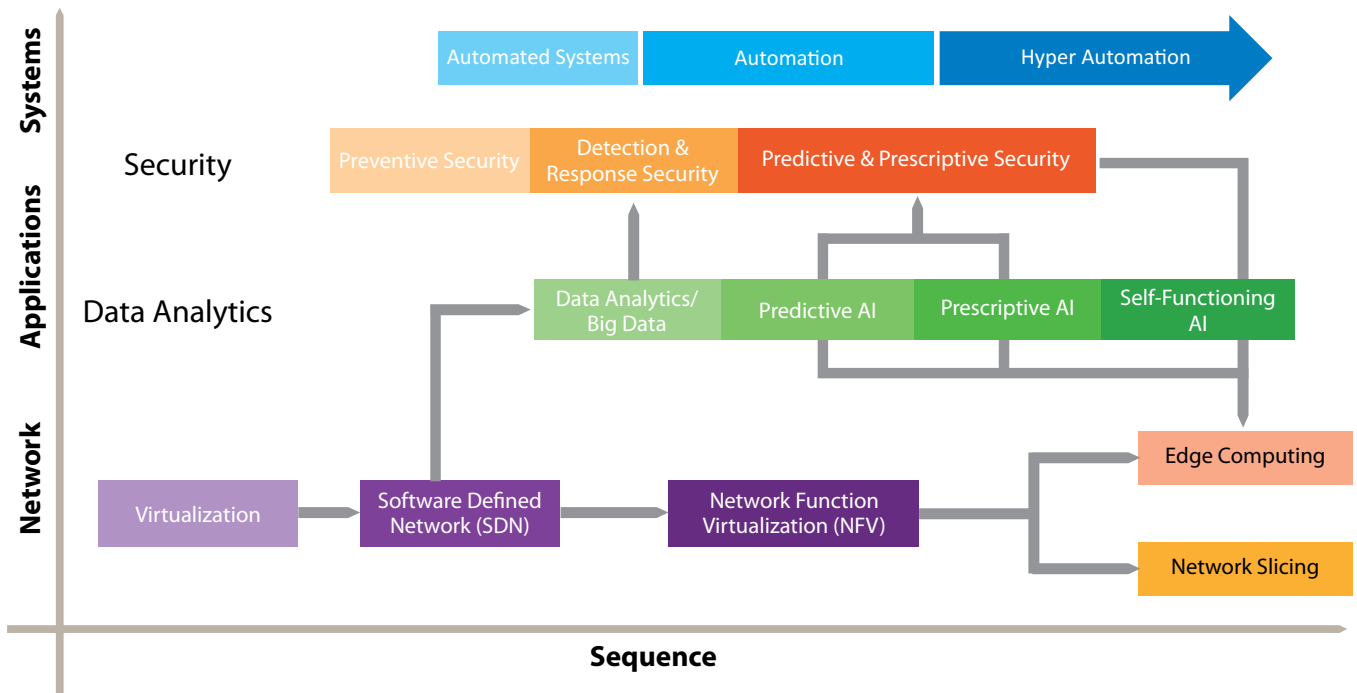 Systems
Automated Systems
Automation
Hyper Automation
Applications
Security
Preventive Security
Detection &
Response Security
Predictive & Prescriptive Security
Data Analytics
Data Analytics/
Big Data
Predictive AI
Prescriptive AI
Self-Functioning
AI
Network
Virtualization
Software Defined
Network (SDN)
Network Function
Virtualization (NFV)
Edge Computing
Network Slicing
Sequence